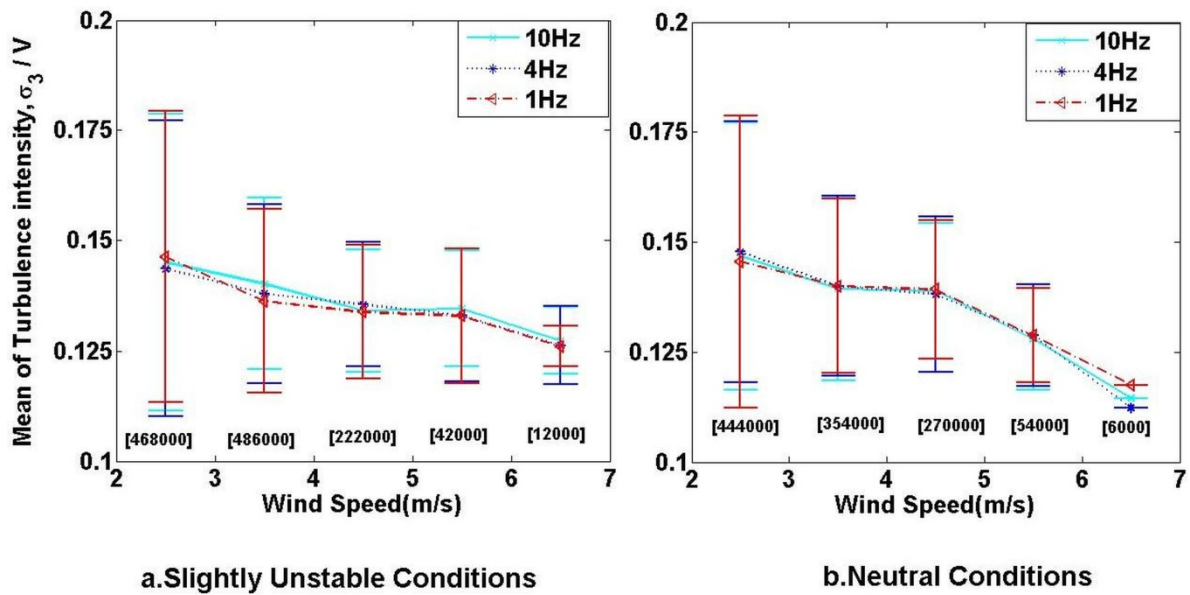 Mean of Turbulence intensity, σ3 / V
0.2
0.175
0.15
0.125
0.1
10Hz
4Hz
1Hz
[468000] [486000] [222000] [42000] [12000]
2 3 4 5 6 7
Wind Speed(m/s)
a.Slightly Unstable Conditions
0.2
0.175
0.15
0.125
0.1
10Hz
4Hz
1Hz
[444000] [354000] [270000] [54000] [6000]
2 3 4 5 6 7
Wind Speed(m/s)
b.Neutral Conditions